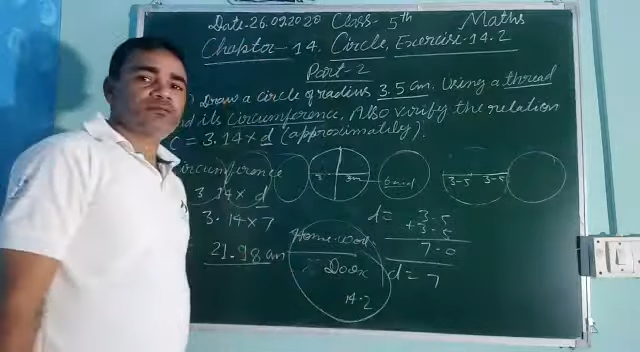 Date-26.09.2020 Class- 5th Maths
Chapter-14. Circle, Exercise-14.2
Part-2
) Draw a circle of radius 3.5 cm. Using a thread
nd its circumference. Also verify the relation
C = 3.14 × d (approximately).
ircumference
3.14 × d
3.14 × 7
21.98 cm
3-5 3-5
d = 3.5
+ 3.5
7.0
d = 7
Home-work
14.2